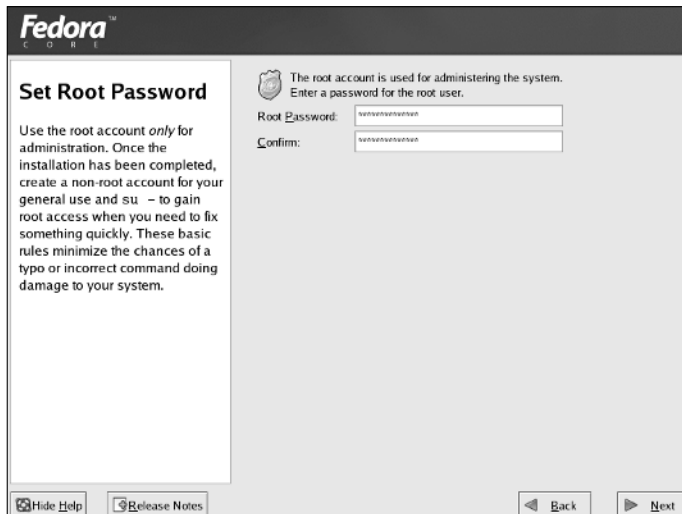 Fedora™
CORE
Set Root Password
Use the root account only for
administration. Once the
installation has been completed,
create a non-root account for your
general use and su - to gain
root access when you need to fix
something quickly. These basic
rules minimize the chances of a
typo or incorrect command doing
damage to your system.
The root account is used for administering the system.
Enter a password for the root user.
Root Password: **************
Confirm: **************
Hide Help
Release Notes
Back
Next